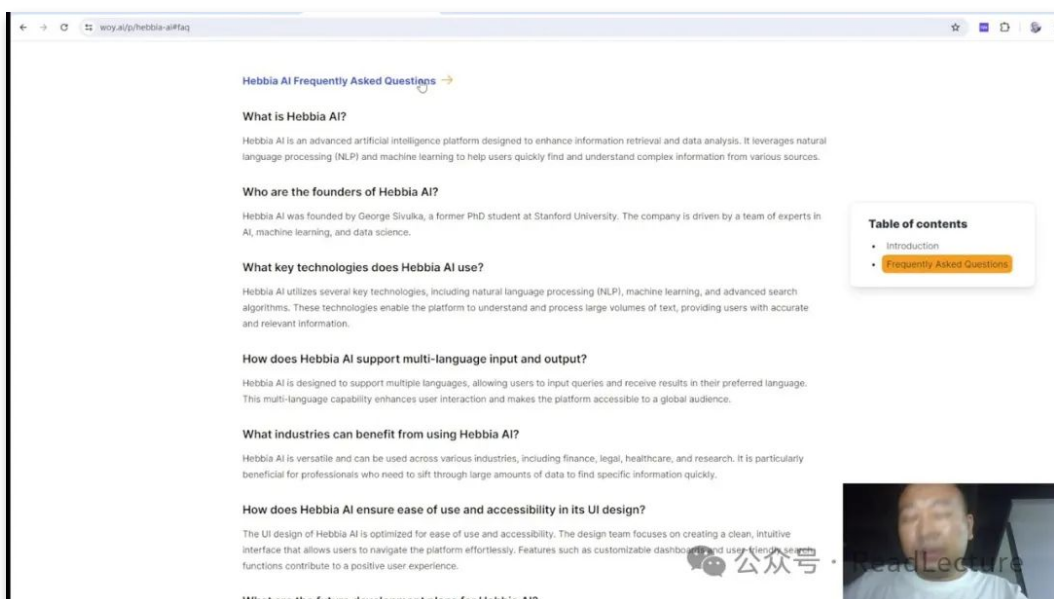 woy.ai/p/hebbia-ai#faq
Hebbia AI Frequently Asked Questions
What is Hebbia AI?
Hebbia AI is an advanced artificial intelligence platform designed to enhance information retrieval and data analysis. It leverages natural
language processing (NLP) and machine learning to help users quickly find and understand complex information from various sources.
Who are the founders of Hebbia AI?
Hebbia AI was founded by George Sivulka, a former PhD student at Stanford University. The company is driven by a team of experts in
AI, machine learning, and data science.
Table of contents
Introduction
Frequently Asked Questions
What key technologies does Hebbia AI use?
Hebbia AI utilizes several key technologies, including natural language processing (NLP), machine learning, and advanced search
algorithms. These technologies enable the platform to understand and process large volumes of text, providing users with accurate
and relevant information.
How does Hebbia AI support multi-language input and output?
Hebbia AI is designed to support multiple languages, allowing users to input queries and receive results in their preferred language.
This multi-language capability enhances user interaction and makes the platform accessible to a global audience.
What industries can benefit from using Hebbia AI?
Hebbia AI is versatile and can be used across various industries, including finance, legal, healthcare, and research. It is particularly
beneficial for professionals who need to sift through large amounts of data to find specific information quickly.
How does Hebbia AI ensure ease of use and accessibility in its UI design?
The UI design of Hebbia AI is optimized for ease of use and accessibility. The design team focuses on creating a clean, intuitive
interface that allows users to navigate the platform effortlessly. Features such as customizable dashboards and user-friendly search
functions contribute to a positive user experience.
公众号 · ReadLecture
What are the future development plans for Hebbia AI?